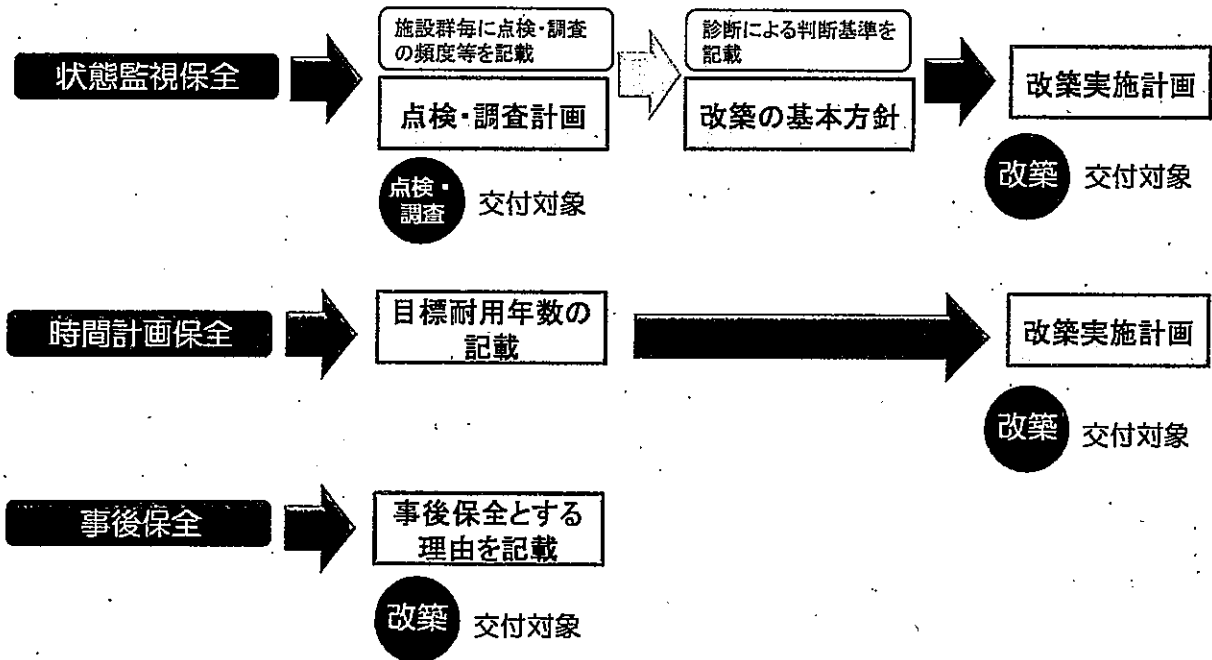 状態監視保全
施設群毎に点検・調査
の頻度等を記載
点検・調査計画
点検・
調査
交付対象
診断による判断基準を
記載
改築の基本方針
改築実施計画
改築
交付対象
時間計画保全
目標耐用年数の
記載
改築実施計画
改築
交付対象
事後保全
事後保全とする
理由を記載
改築
交付対象